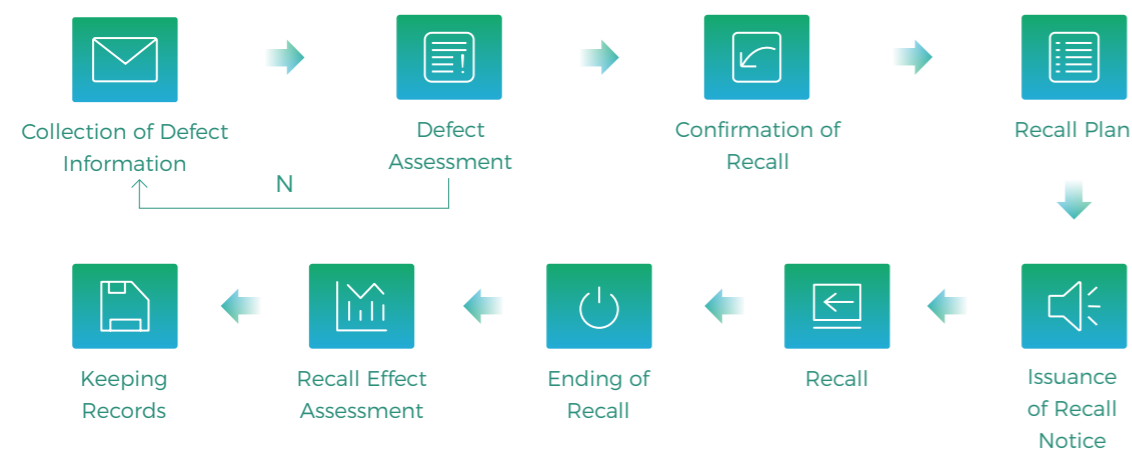 Collection of Defect
Information
Defect
Assessment
Confirmation of
Recall
Recall Plan
N
Keeping
Records
Recall Effect
Assessment
Ending of
Recall
Recall
Issuance
of Recall
Notice